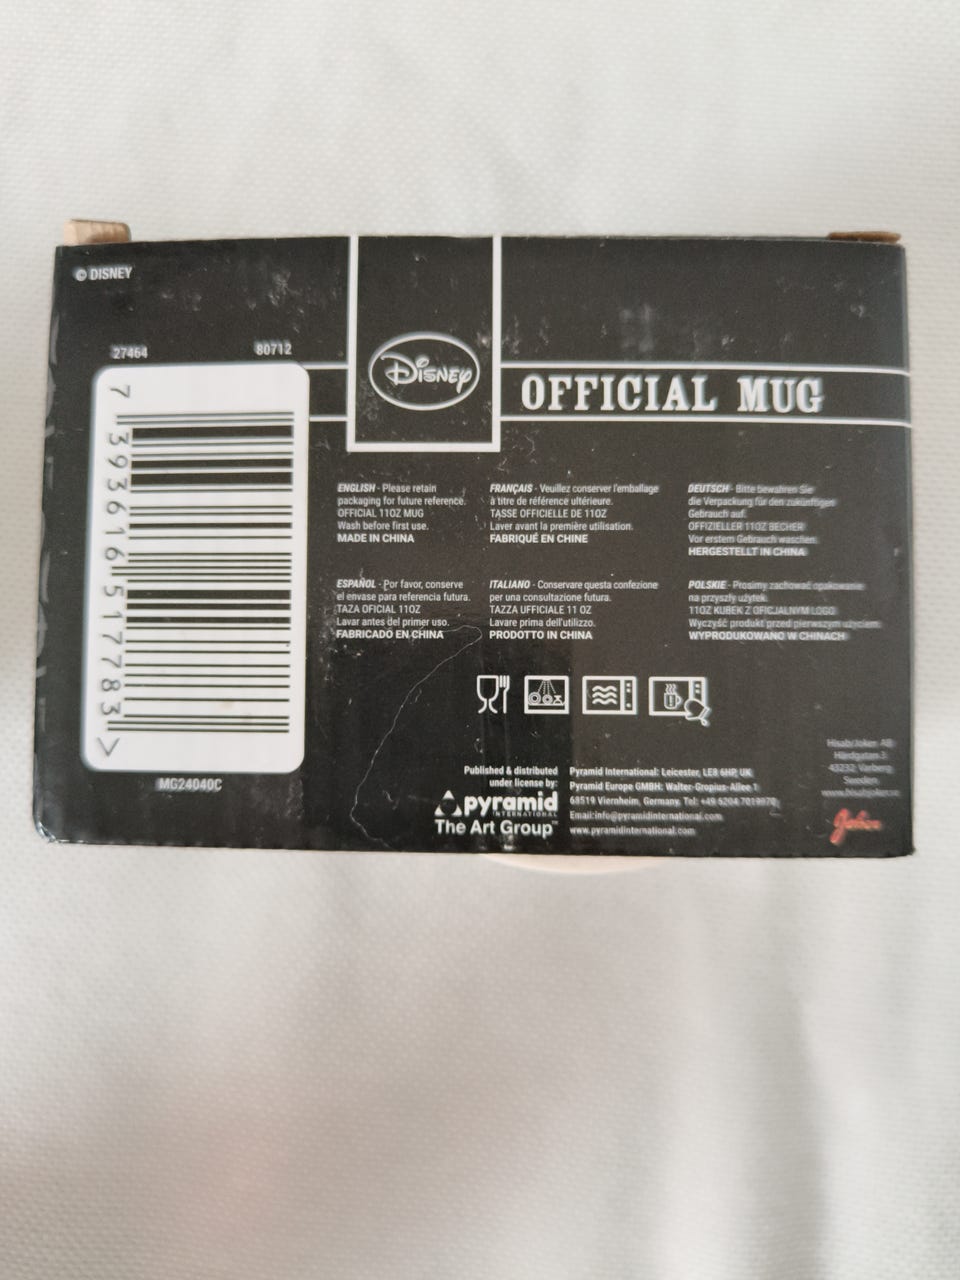 © DISNEY
27464 80712
7 393616 517783 >
MG24040C
Disney
OFFICIAL MUG
ENGLISH - Please retain
packaging for future reference.
OFFICIAL 11OZ MUG
Wash before first use.
MADE IN CHINA
FRANÇAIS - Veuillez conserver l'emballage
à titre de référence ultérieure.
TASSE OFFICIELLE DE 11OZ
Laver avant la première utilisation.
FABRIQUÉ EN CHINE
DEUTSCH - Bitte bewahren Sie
die Verpackung für den zukünftigen
Gebrauch auf.
OFFIZIELLER 11OZ BECHER
Vor erstem Gebrauch waschen.
HERGESTELLT IN CHINA
ESPAÑOL - Por favor, conserve
el envase para referencia futura.
TAZA OFICIAL 11OZ
Lavar antes del primer uso.
FABRICADO EN CHINA
ITALIANO - Conservare questa confezione
per una consultazione futura.
TAZZA UFFICIALE 11 OZ
Lavare prima dell'utilizzo.
PRODOTTO IN CHINA
POLSKIE - Prosimy zachować opakowanie
na przyszły użytek.
11OZ KUBEK Z OFICJALNYM LOGO
Wyczyść produkt przed pierwszym użyciem.
WYPRODUKOWANO W CHINACH
Published & distributed
under license by:
pyramid
INTERNATIONAL
The Art Group™
Pyramid International: Leicester, LE8 6HP, UK
Pyramid Europe GMBH: Walter-Gropius-Allee 1
68519 Viernheim, Germany. Tel: +49 6204 7019070
Email:info@pyramidinternational.com
www.pyramidinternational.com
Hisab/Joker AB
Härdgatan 3
43232 Varberg
Sweden
www.hisabjoker.se
Joker